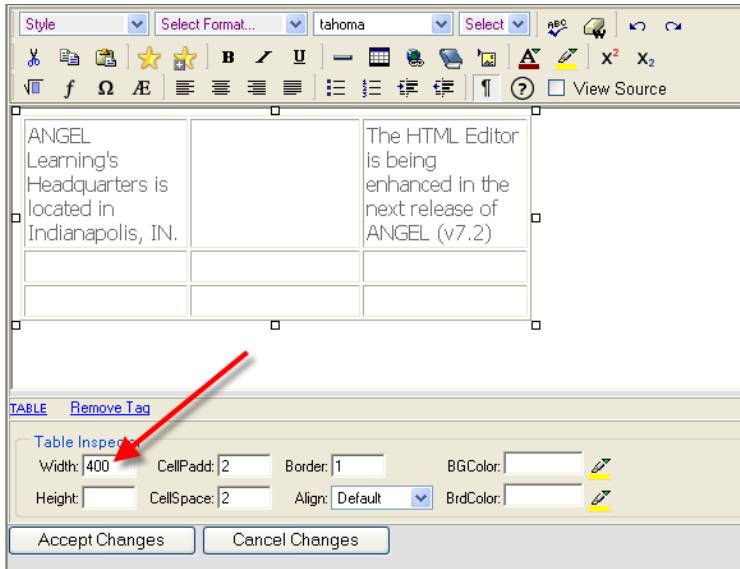 Style Select Format... tahoma Select ABC
B I U A X² X₂
f Ω Æ ¶ ? View Source
ANGEL
Learning's
Headquarters is
located in
Indianapolis, IN.
The HTML Editor
is being
enhanced in the
next release of
ANGEL (v7.2)
TABLE Remove Tag
Table Inspector
Width: 400 CellPadd: 2 Border: 1 BGColor:
Height: CellSpace: 2 Align: Default BrdColor:
Accept Changes Cancel Changes